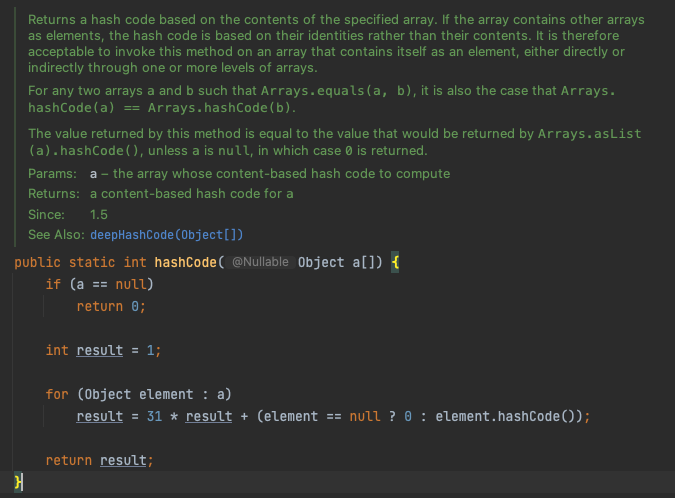 Returns a hash code based on the contents of the specified array. If the array contains other arrays
as elements, the hash code is based on their identities rather than their contents. It is therefore
acceptable to invoke this method on an array that contains itself as an element, either directly or
indirectly through one or more levels of arrays.
For any two arrays a and b such that Arrays.equals(a, b), it is also the case that Arrays.
hashCode(a) == Arrays.hashCode(b).
The value returned by this method is equal to the value that would be returned by Arrays.asList
(a).hashCode(), unless a is null, in which case 0 is returned.
Params: a – the array whose content-based hash code to compute
Returns: a content-based hash code for a
Since: 1.5
See Also: deepHashCode(Object[])
public static int hashCode( @Nullable Object a[]) {
if (a == null)
return 0;
int result = 1;
for (Object element : a)
result = 31 * result + (element == null ? 0 : element.hashCode());
return result;
}